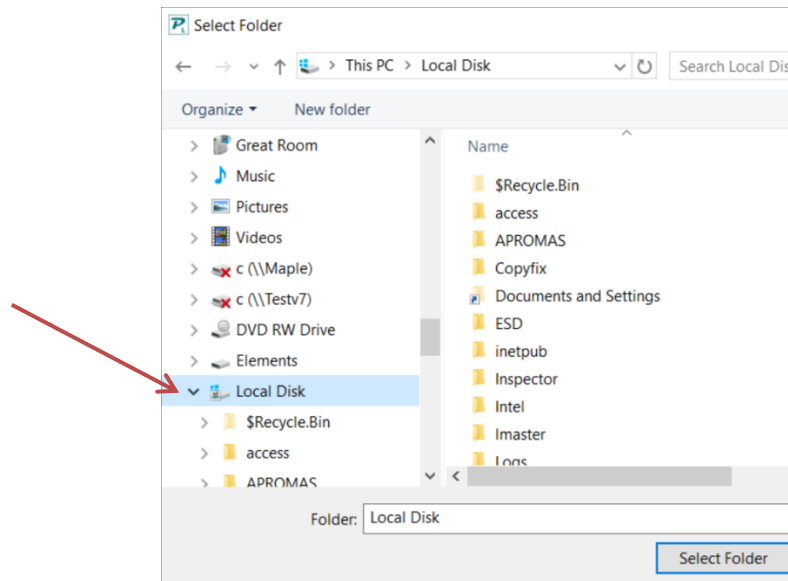 Select Folder
This PC > Local Disk
Search Local Dis
Organize
New folder
Great Room
Music
Pictures
Videos
c (\\Maple)
c (\\Testv7)
DVD RW Drive
Elements
Local Disk
$Recycle.Bin
access
APROMAS
Name
$Recycle.Bin
access
APROMAS
Copyfix
Documents and Settings
ESD
inetpub
Inspector
Intel
Imaster
Logs
Folder: Local Disk
Select Folder